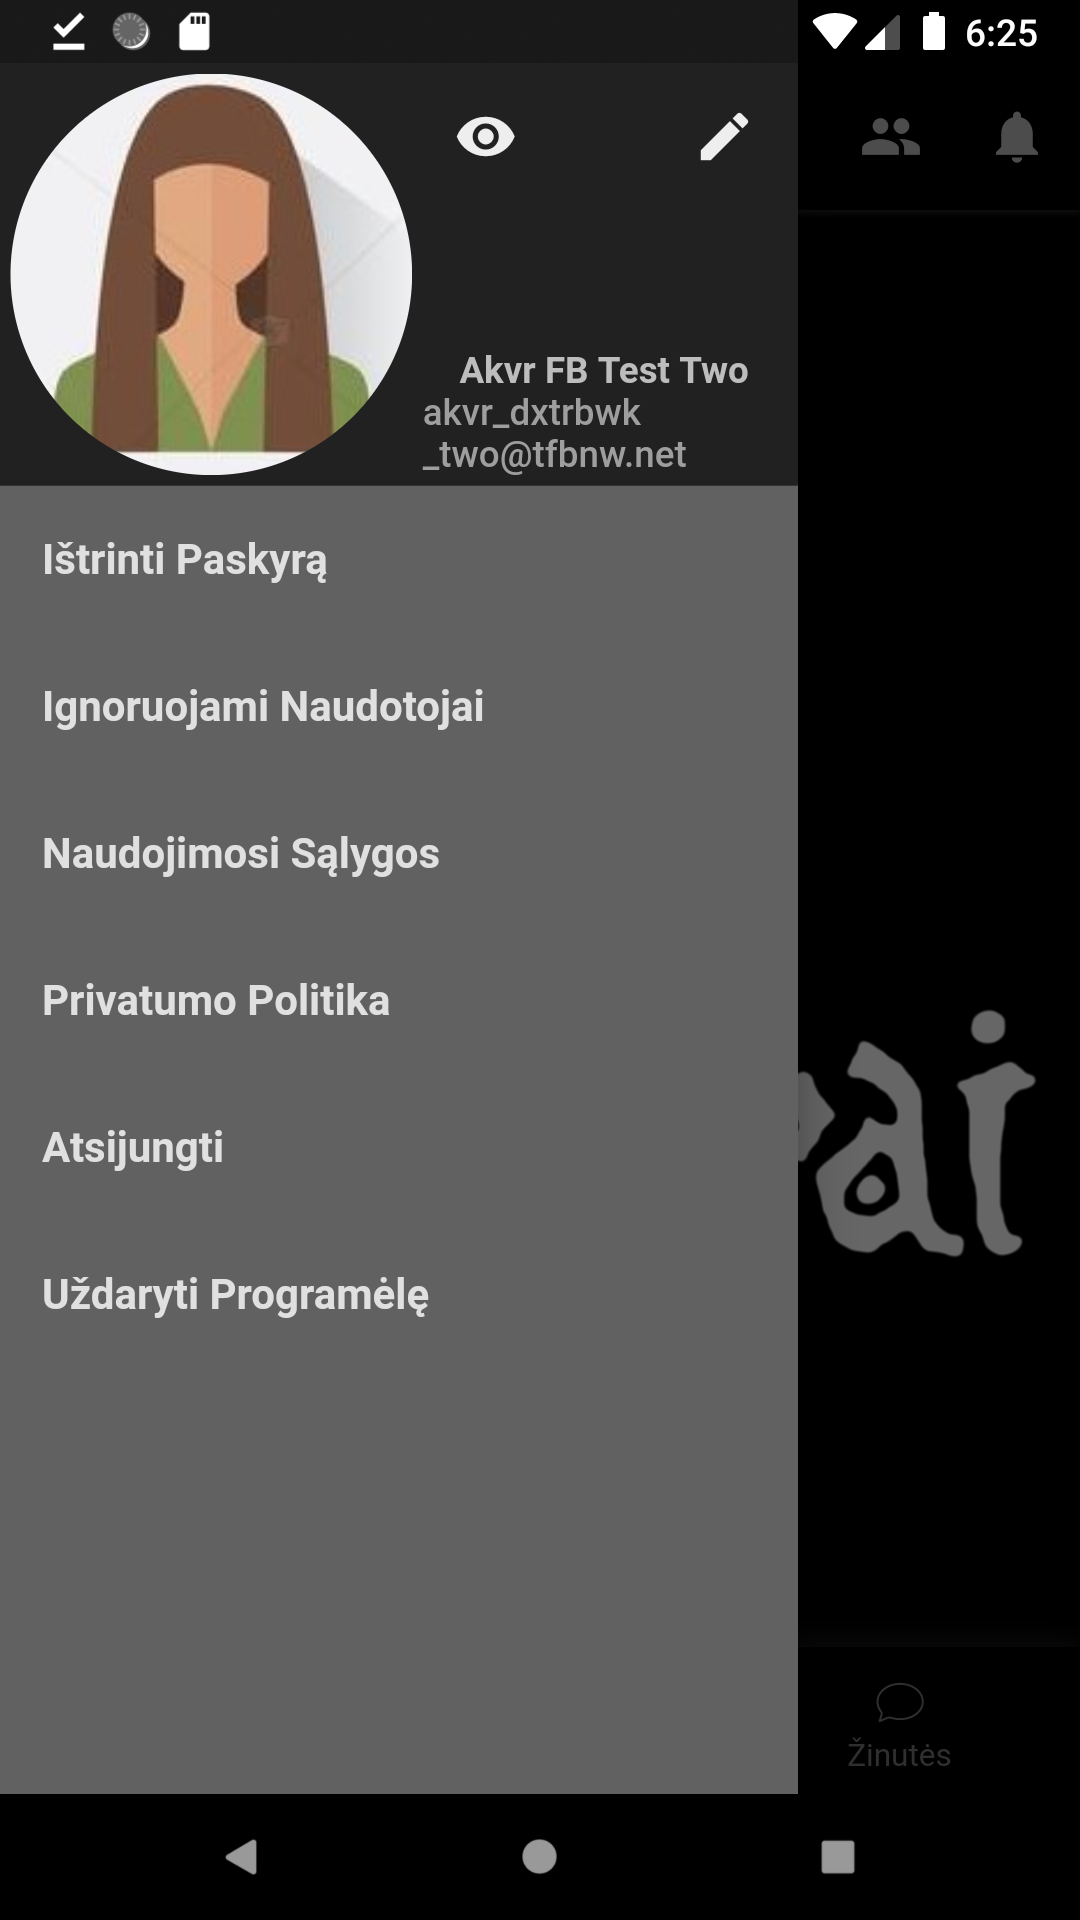 6:25
Akvr FB Test Two
akvr_dxtrbwk
_two@tfbnw.net
Ištrinti Paskyrą
Ignoruojami Naudotojai
Naudojimosi Sąlygos
Privatumo Politika
ai
Atsijungti
Uždaryti Programėlę
Žinutės